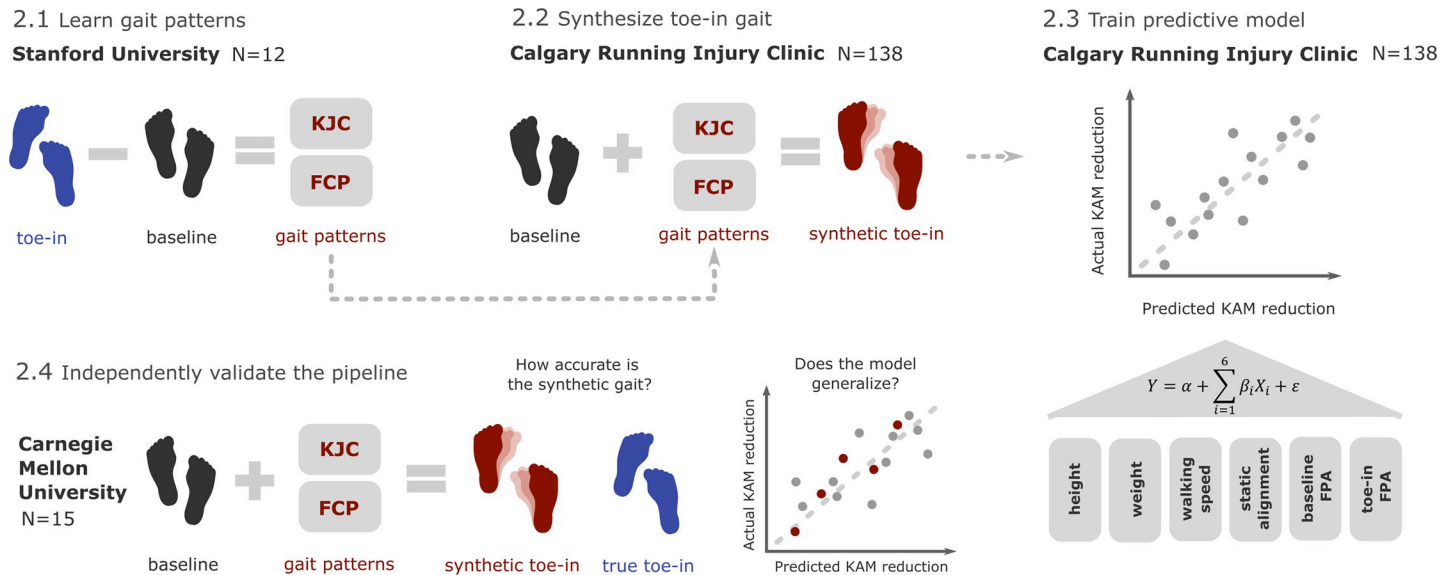 2.1 Learn gait patterns
Stanford University N=12
KJC
FCP
toe-in
baseline
gait patterns
2.2 Synthesize toe-in gait
Calgary Running Injury Clinic N=138
KJC
FCP
baseline
gait patterns
synthetic toe-in
2.3 Train predictive model
Calgary Running Injury Clinic N=138
Actual KAM reduction
Predicted KAM reduction
6
Y = α + ∑ βᵢXᵢ + ε
i=1
height
weight
walking
speed
static
alignment
baseline
FPA
toe-in
FPA
2.4 Independently validate the pipeline
Carnegie
Mellon
University
N=15
KJC
FCP
baseline
gait patterns
How accurate is
the synthetic gait?
synthetic toe-in
true toe-in
Does the model
generalize?
Actual KAM reduction
Predicted KAM reduction